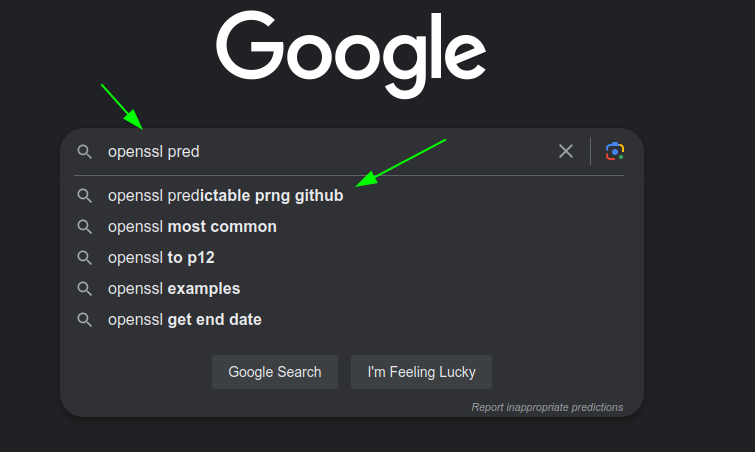 Google
openssl pred
openssl predictable prng github
openssl most common
openssl to p12
openssl examples
openssl get end date
Google Search I'm Feeling Lucky
Report inappropriate predictions